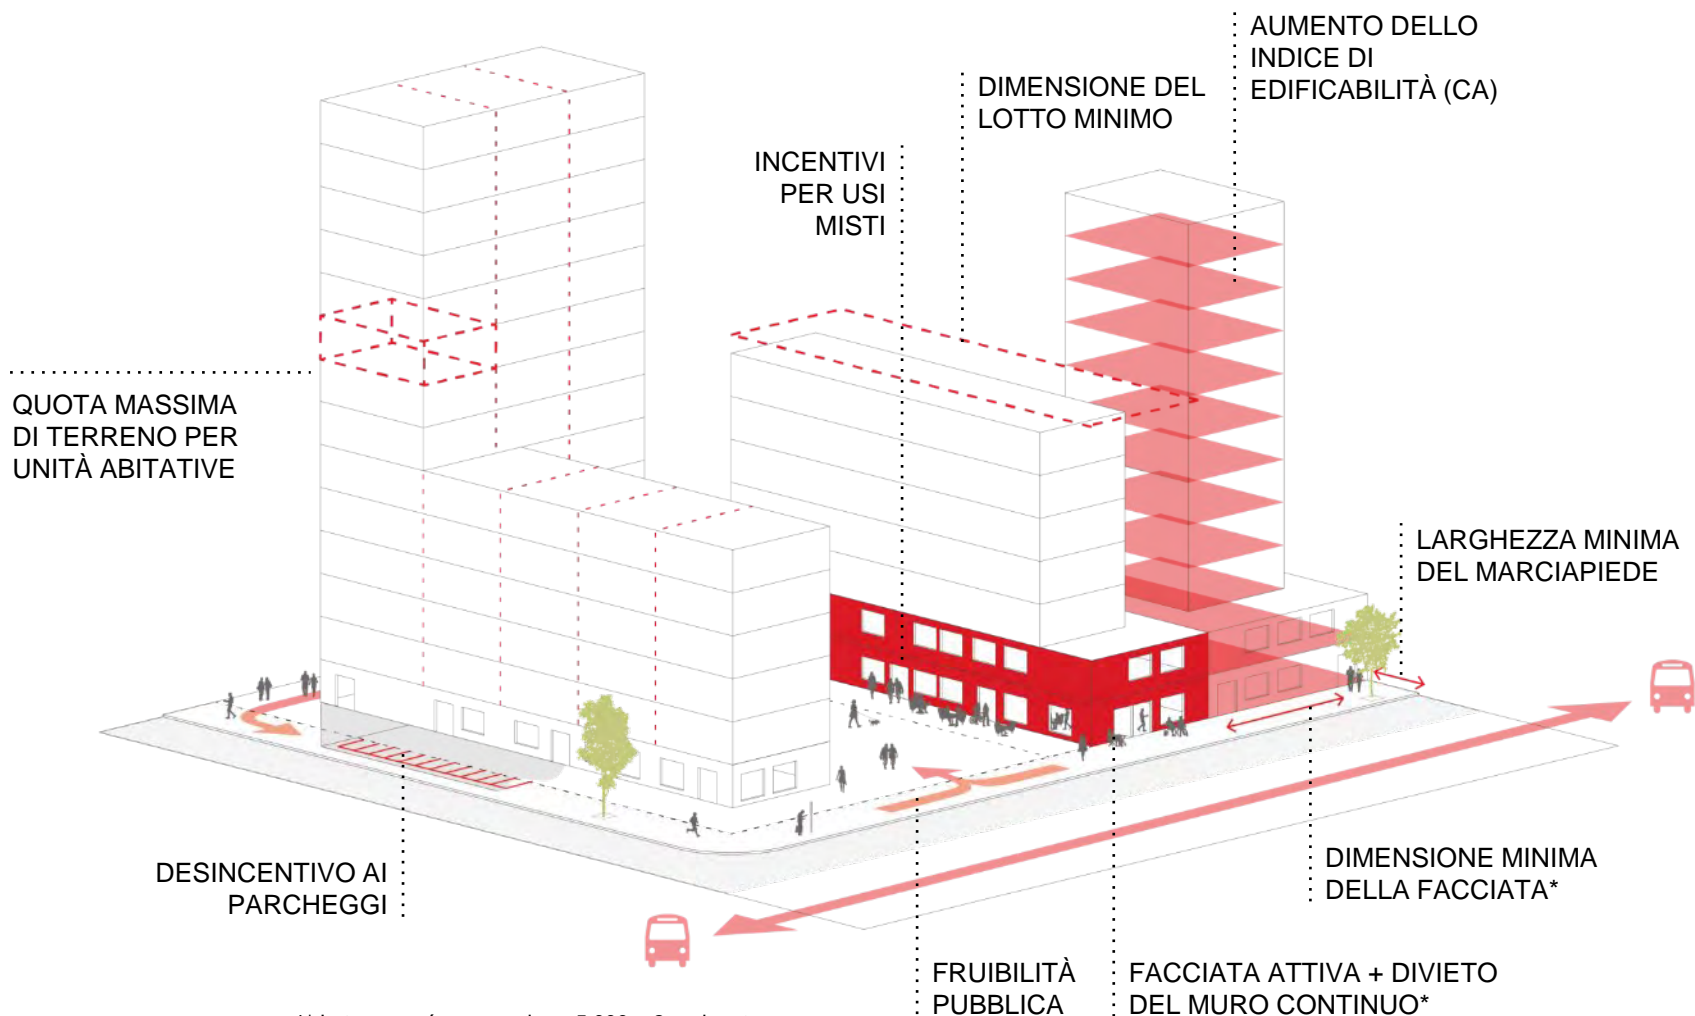 AUMENTO DELLO
INDICE DI
EDIFICABILITÀ (CA)
DIMENSIONE DEL
LOTTO MINIMO
INCENTIVI
PER USI
MISTI
QUOTA MASSIMA
DI TERRENO PER
UNITÀ ABITATIVE
LARGHEZZA MINIMA
DEL MARCIAPIEDE
DESINCENTIVO AI
PARCHEGGI
DIMENSIONE MINIMA
DELLA FACCIATA*
FRUIBILITÀ
PUBBLICA
FACCIATA ATTIVA + DIVIETO
DEL MURO CONTINUO*